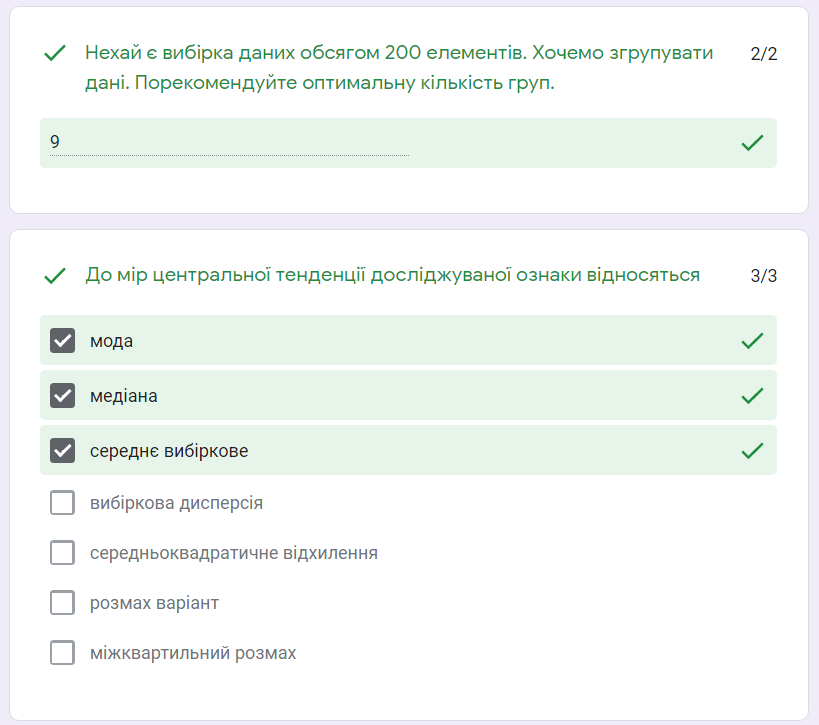 Нехай є вибірка даних обсягом 200 елементів. Хочемо згрупувати
2/2
дані. Порекомендуйте оптимальну кількість груп.
9
До мір центральної тенденції досліджуваної ознаки відносяться
3/3
мода
медіана
середнє вибіркове
вибіркова дисперсія
середньоквадратичне відхилення
розмах варіант
міжквартильний розмах